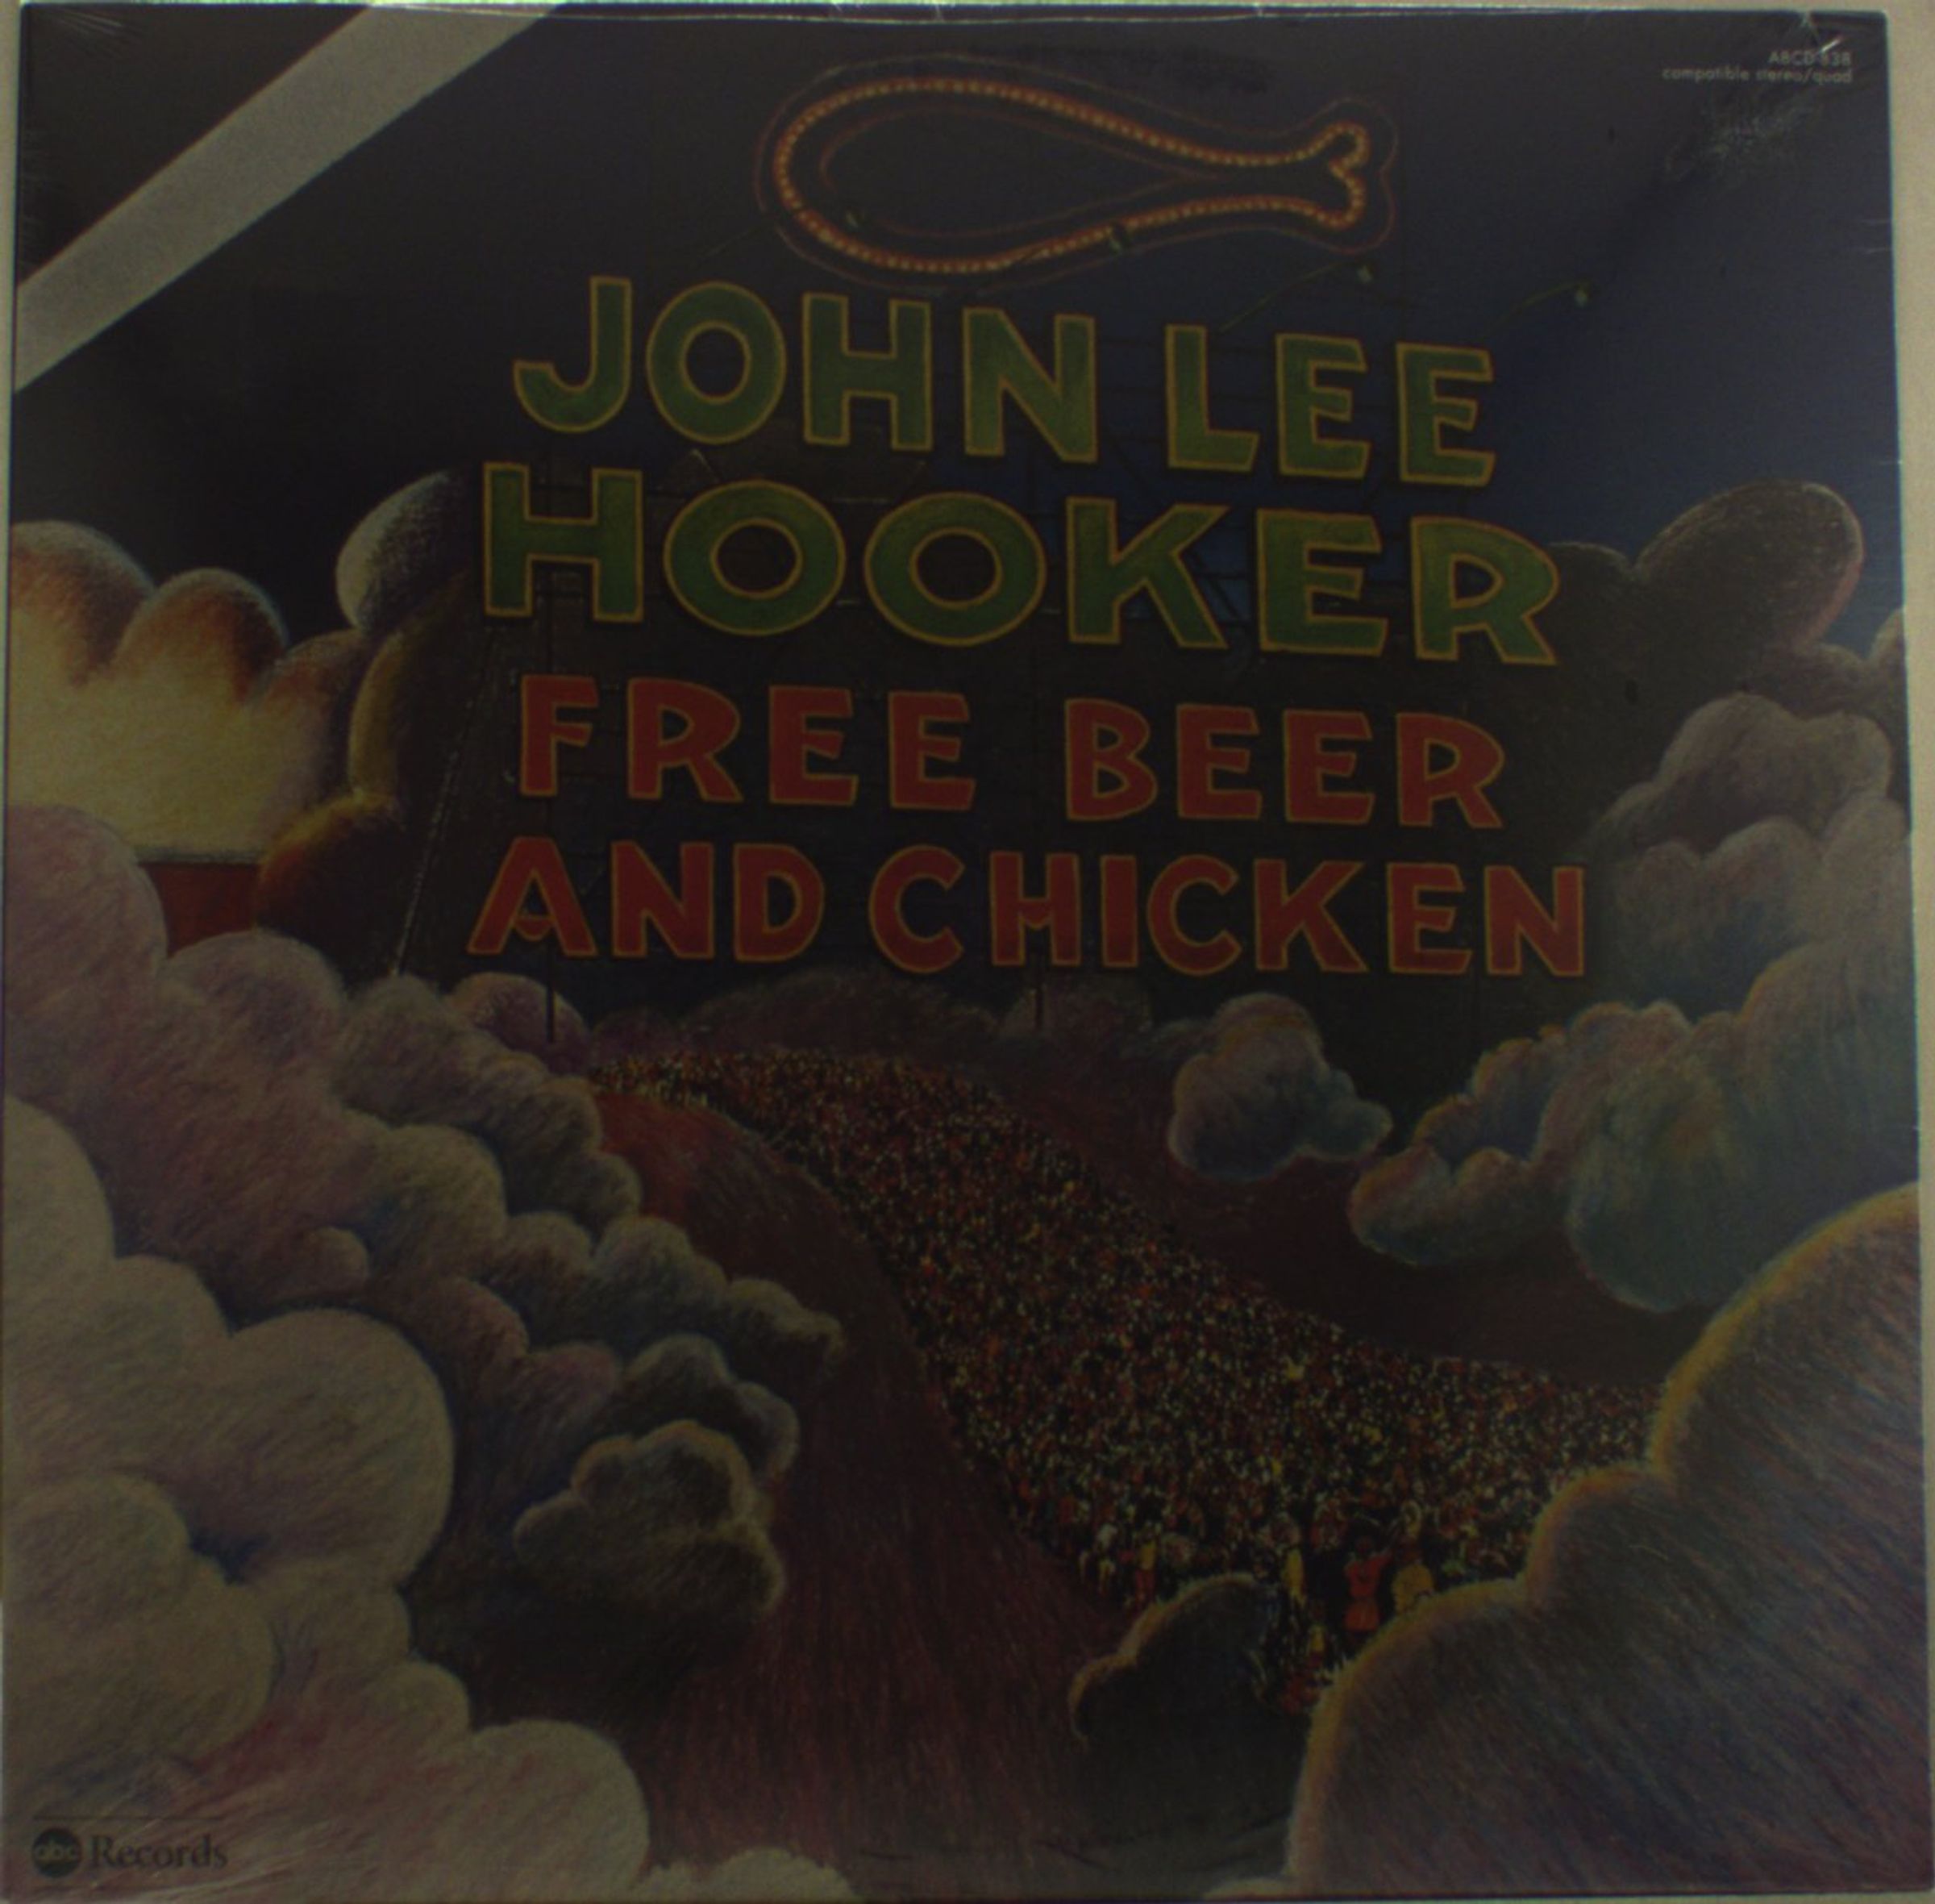 ABCD-838
compatible stereo/quad
JOHN LEE
HOOKER
FREE BEER
AND CHICKEN
abc Records